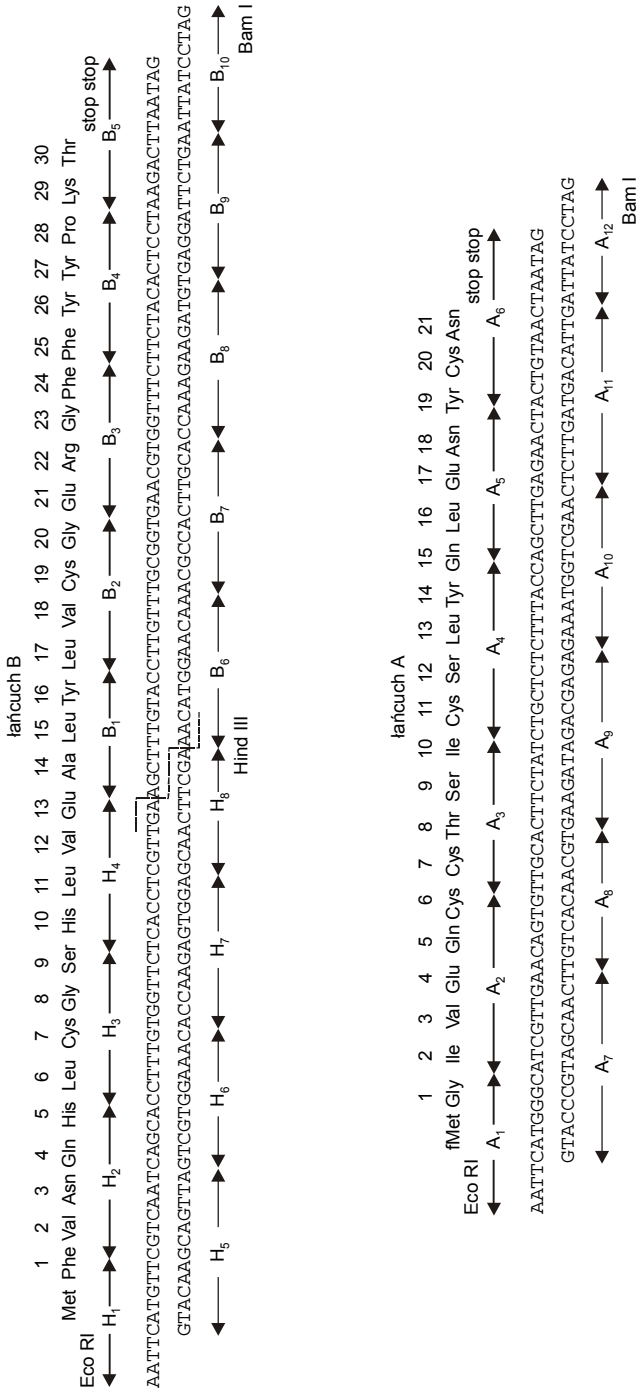 łańcuch B
1 2 3 4 5 6 7 8 9 10 11 12 13 14 15 16 17 18 19 20 21 22 23 24 25 26 27 28 29 30
Met Phe Val Asn Gln His Leu Cys Gly Ser His Leu Val Glu Ala Leu Tyr Leu Val Cys Gly Glu Arg Gly Phe Phe Tyr Tyr Pro Lys Thr
Eco RI stop stop
H₁ H₂ H₃ H₄ B₁ B₂ B₃ B₄ B₅
AATTCATGTTCGTCAATCAGCACCTTTGTGGTTCTCACCTCGTTGAAGCTTTGTACCTTGTTTGCGGTGAACGTGGTTTCTTCTACACTCCTAAGACTTAATAG
GTACAAGCAGTTAGTCGTGGAAACACCAAGAGTGGAGCAACTTCGAAACATGGAACAAACGCCACTTGCACCAAAGAAGATGTGAGGATTCTGAATTATCCTAG
H₅ H₆ H₇ H₈ B₆ B₇ B₈ B₉ B₁₀
Hind III Bam I
łańcuch A
1 2 3 4 5 6 7 8 9 10 11 12 13 14 15 16 17 18 19 20 21
fMet Gly Ile Val Glu Gln Cys Cys Thr Ser Ile Cys Ser Leu Tyr Gln Leu Glu Asn Tyr Cys Asn
Eco RI stop stop
A₁ A₂ A₃ A₄ A₅ A₆
AATTCATGGGCATCGTTGAACAGTGTTGCACTTCTATCTGCTCTCTTTACCAGCTTGAGAACTACTGTAACTAATAG
GTACCCGTAGCAACTTGTCACAACGTGAAGATAGACGAGAGAAATGGTCGAACTCTTGATGACATTGATTATCCTAG
A₇ A₈ A₉ A₁₀ A₁₁ A₁₂
Bam I